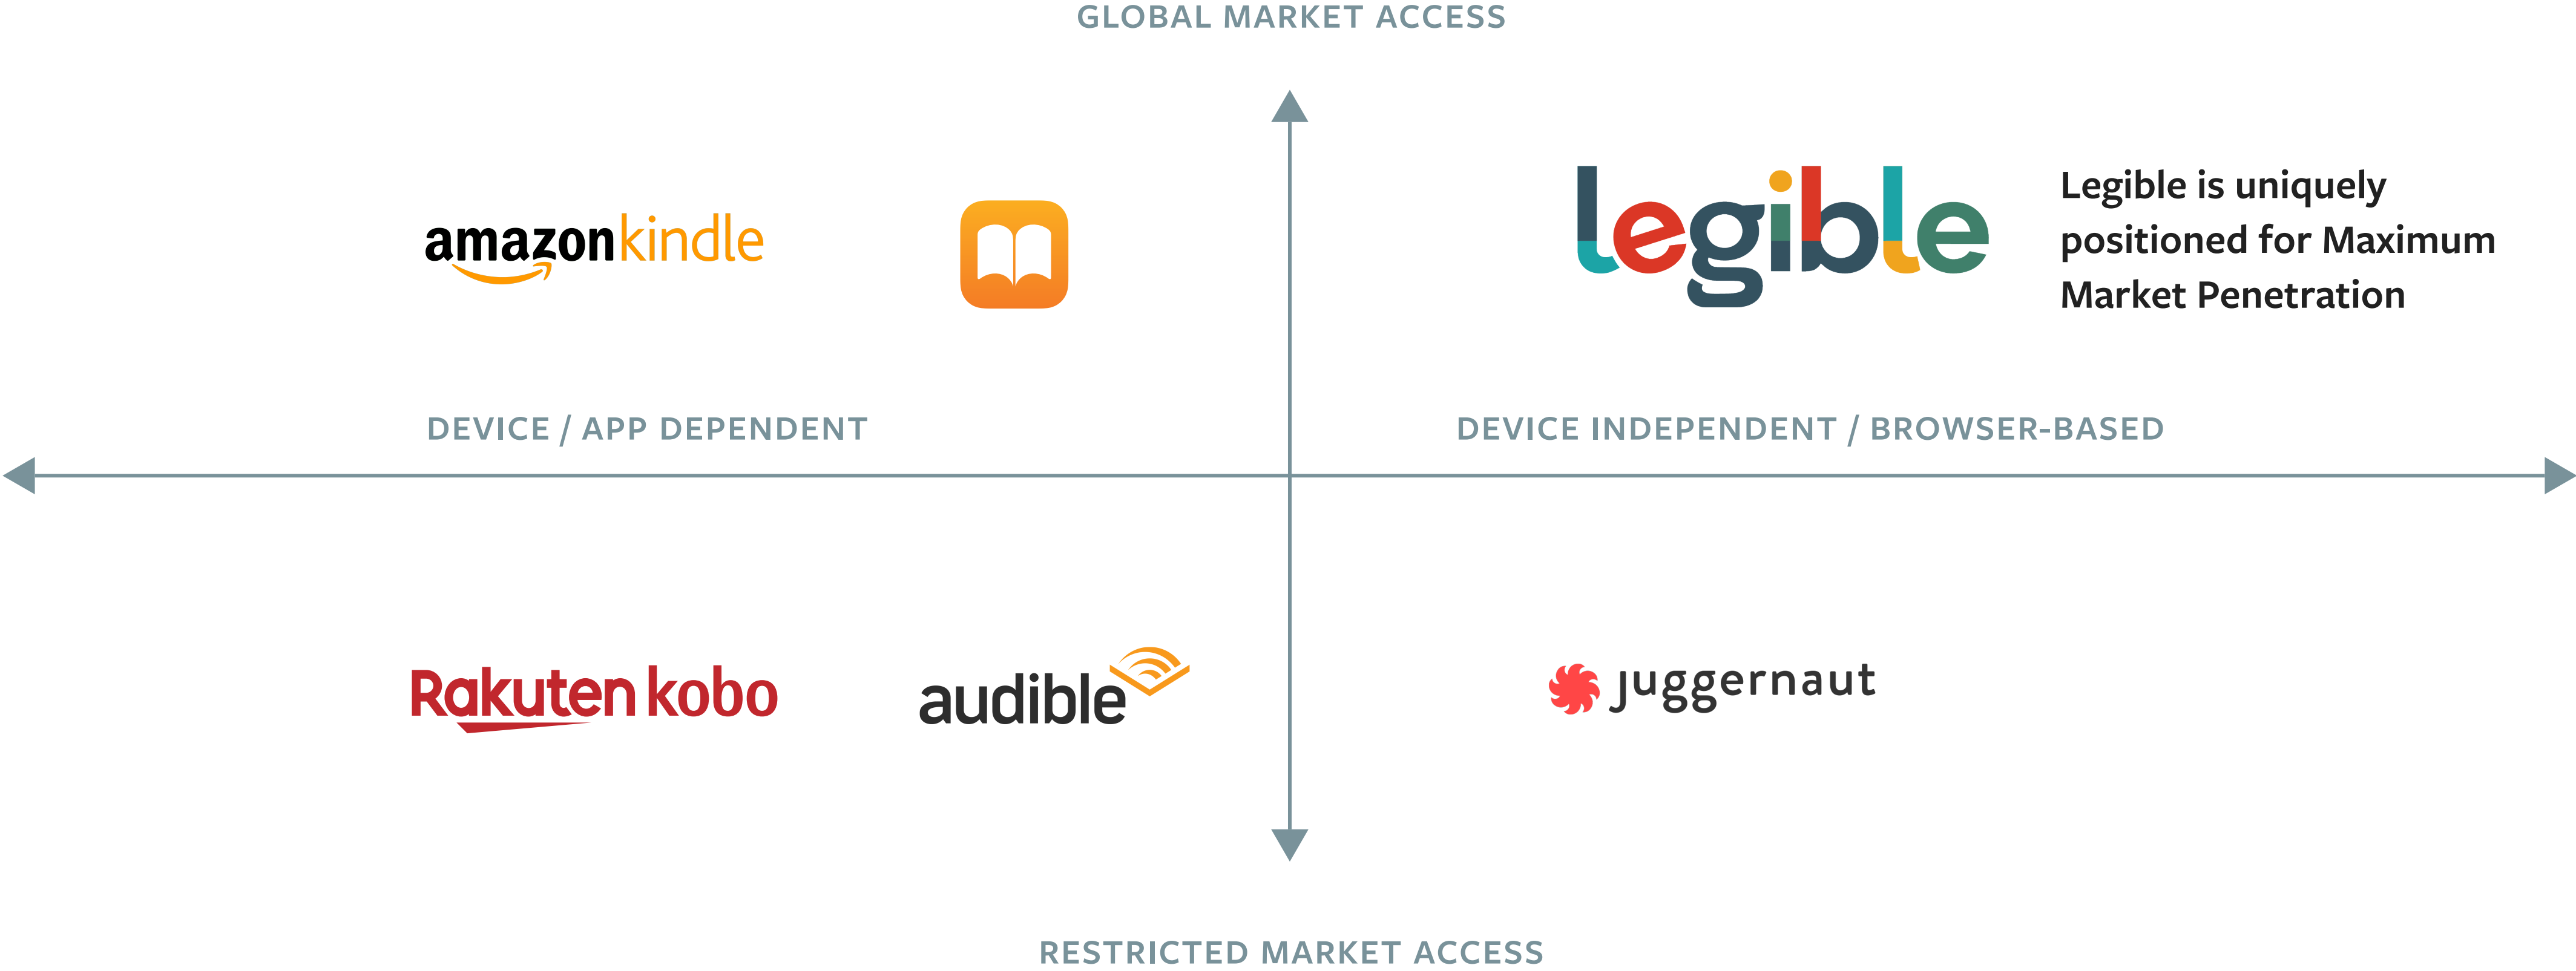 GLOBAL MARKET ACCESS
amazonkindle
legible
Legible is uniquely
positioned for Maximum
Market Penetration
DEVICE / APP DEPENDENT
DEVICE INDEPENDENT / BROWSER-BASED
Rakuten kobo
audible
juggernaut
RESTRICTED MARKET ACCESS